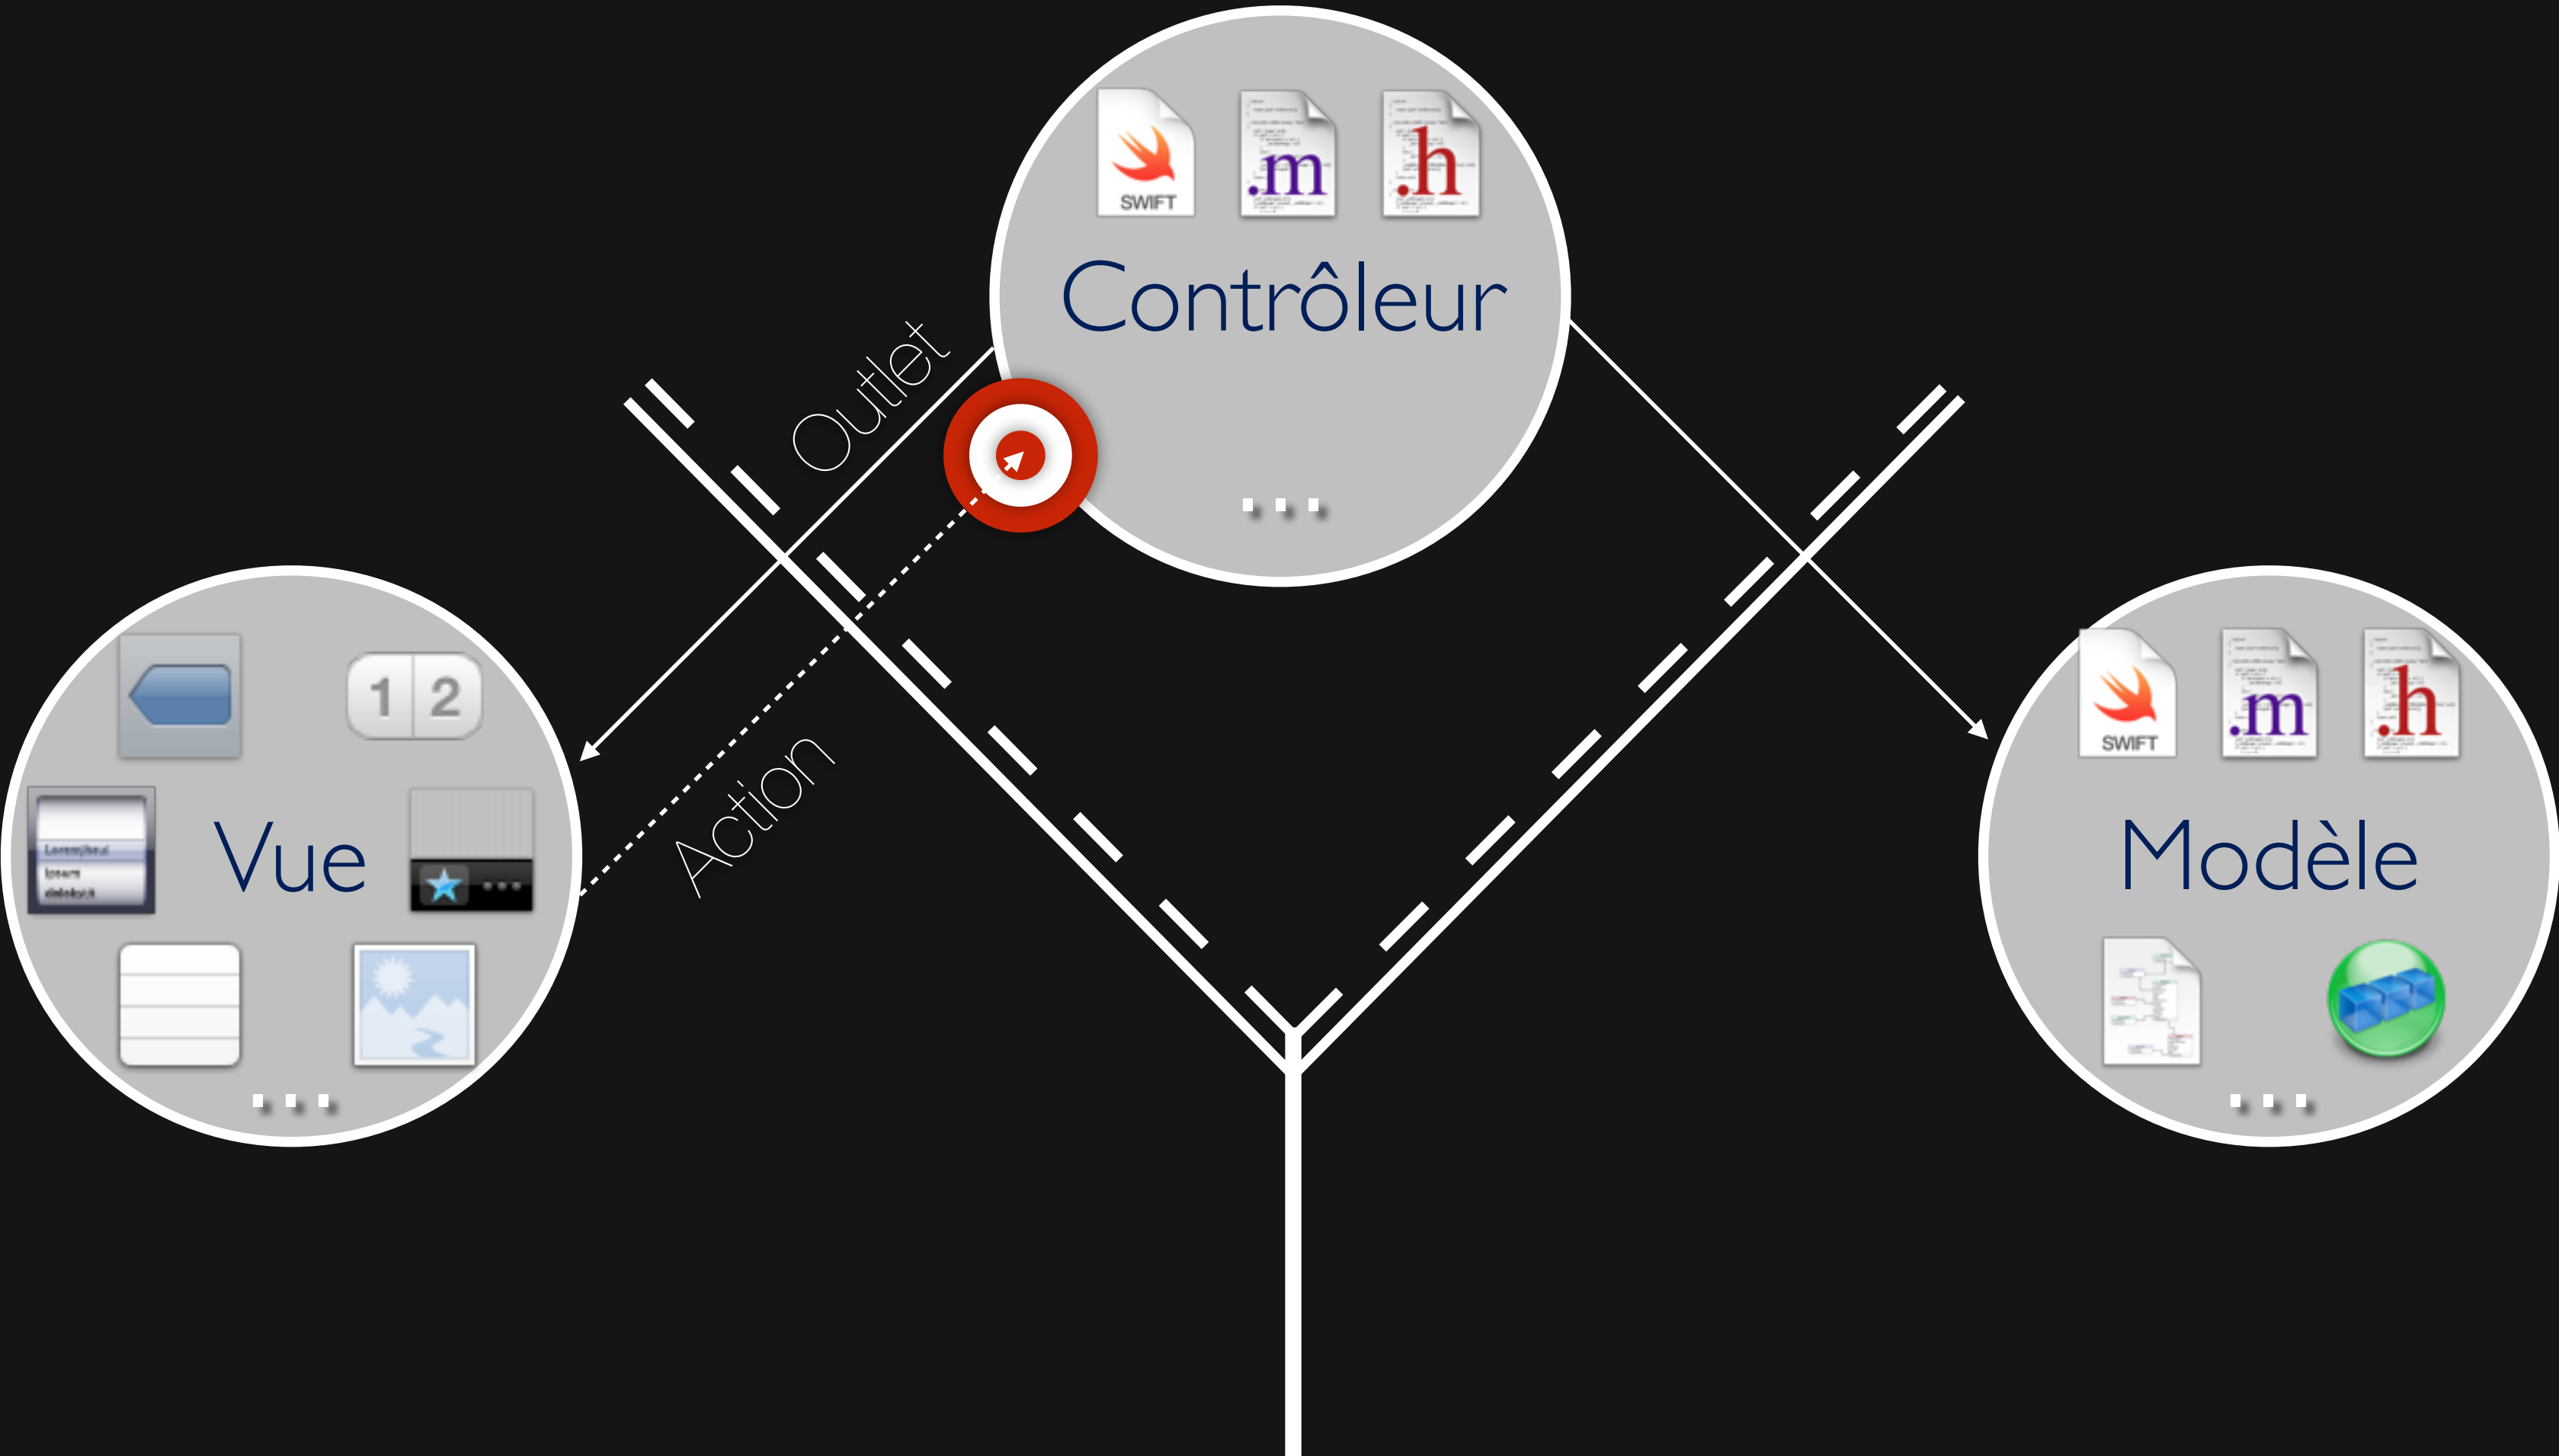 SWIFT
.m
.h
Contrôleur
...
Outlet
Action
1 2
Vue
...
SWIFT
.m
.h
Modèle
...